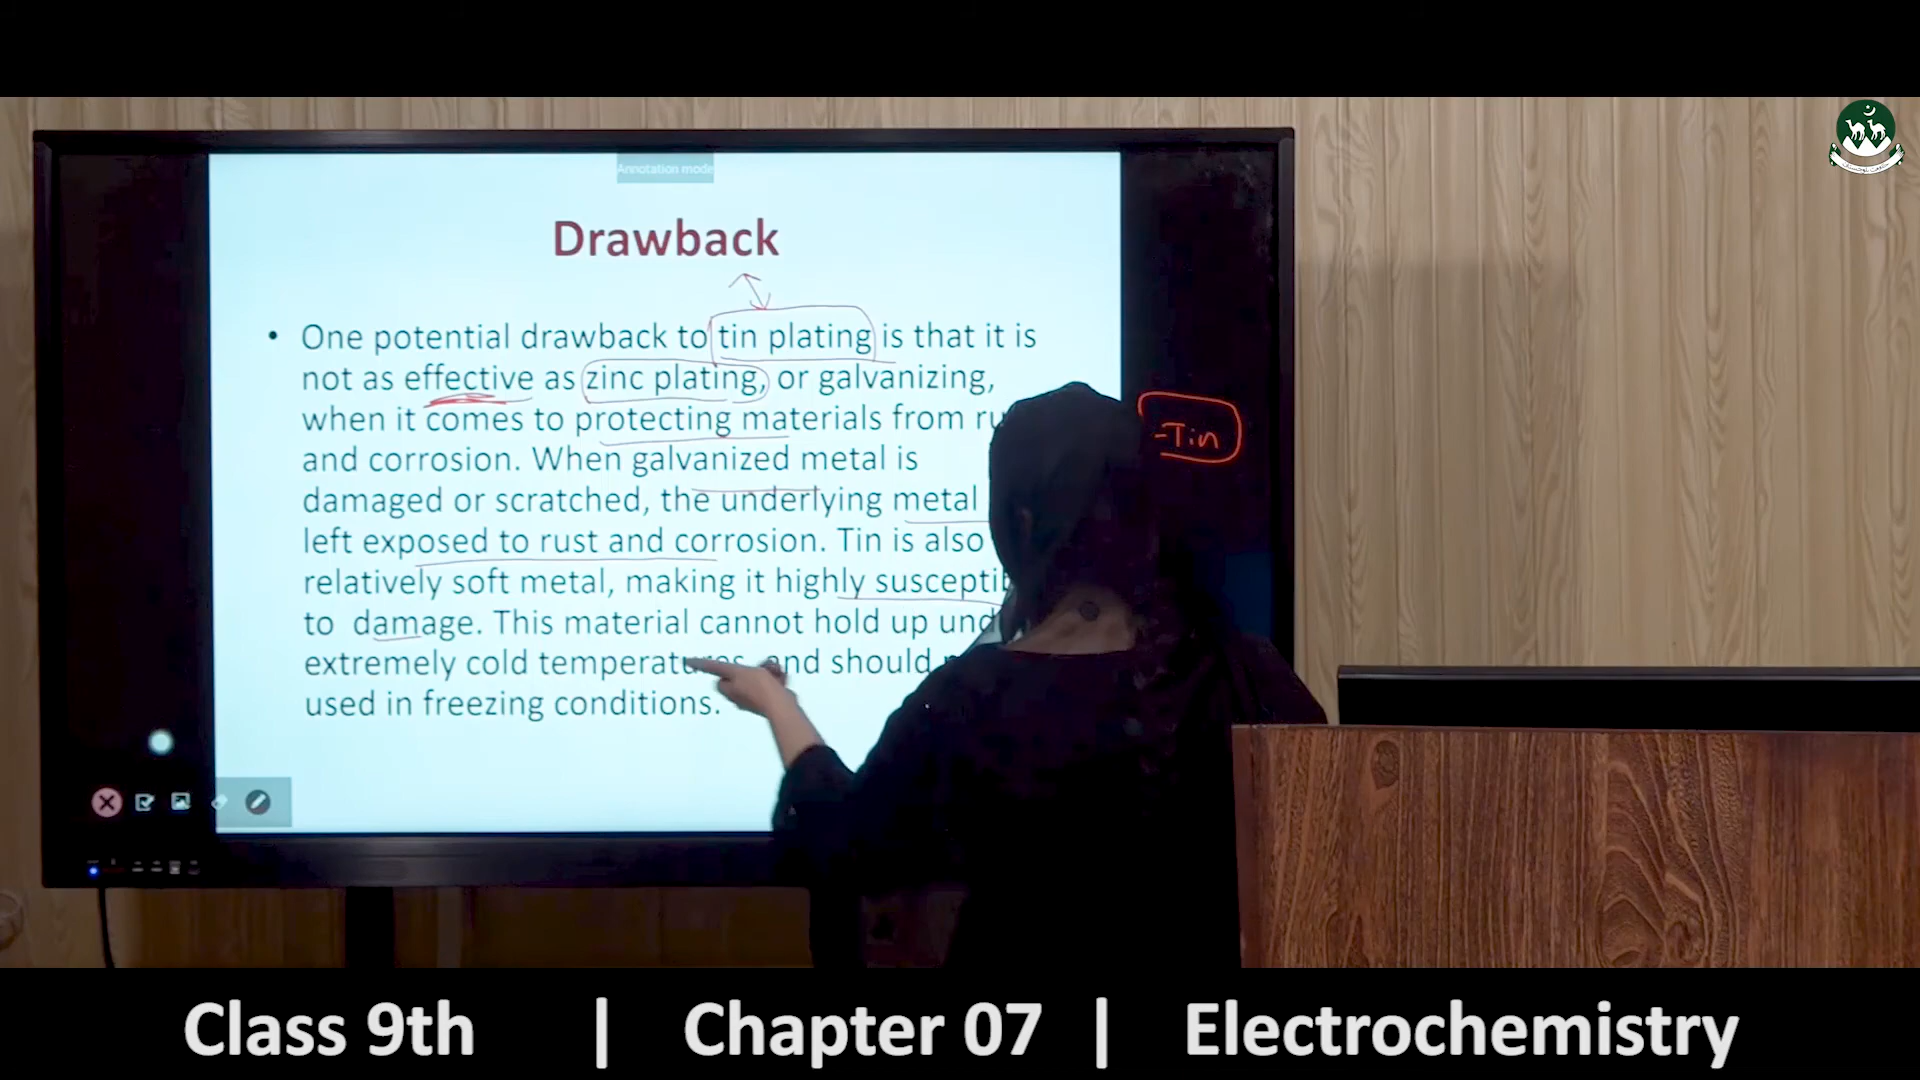 Annotation mode
Drawback
• One potential drawback to tin plating is that it is
not as effective as zinc plating, or galvanizing,
when it comes to protecting materials from
and corrosion. When galvanized metal is
damaged or scratched, the underlying metal
left exposed to rust and corrosion. Tin is also
relatively soft metal, making it highly
to damage. This material cannot hold up
extremely cold temperatures, and should
used in freezing conditions.
-Tin
Class 9th | Chapter 07 | Electrochemistry